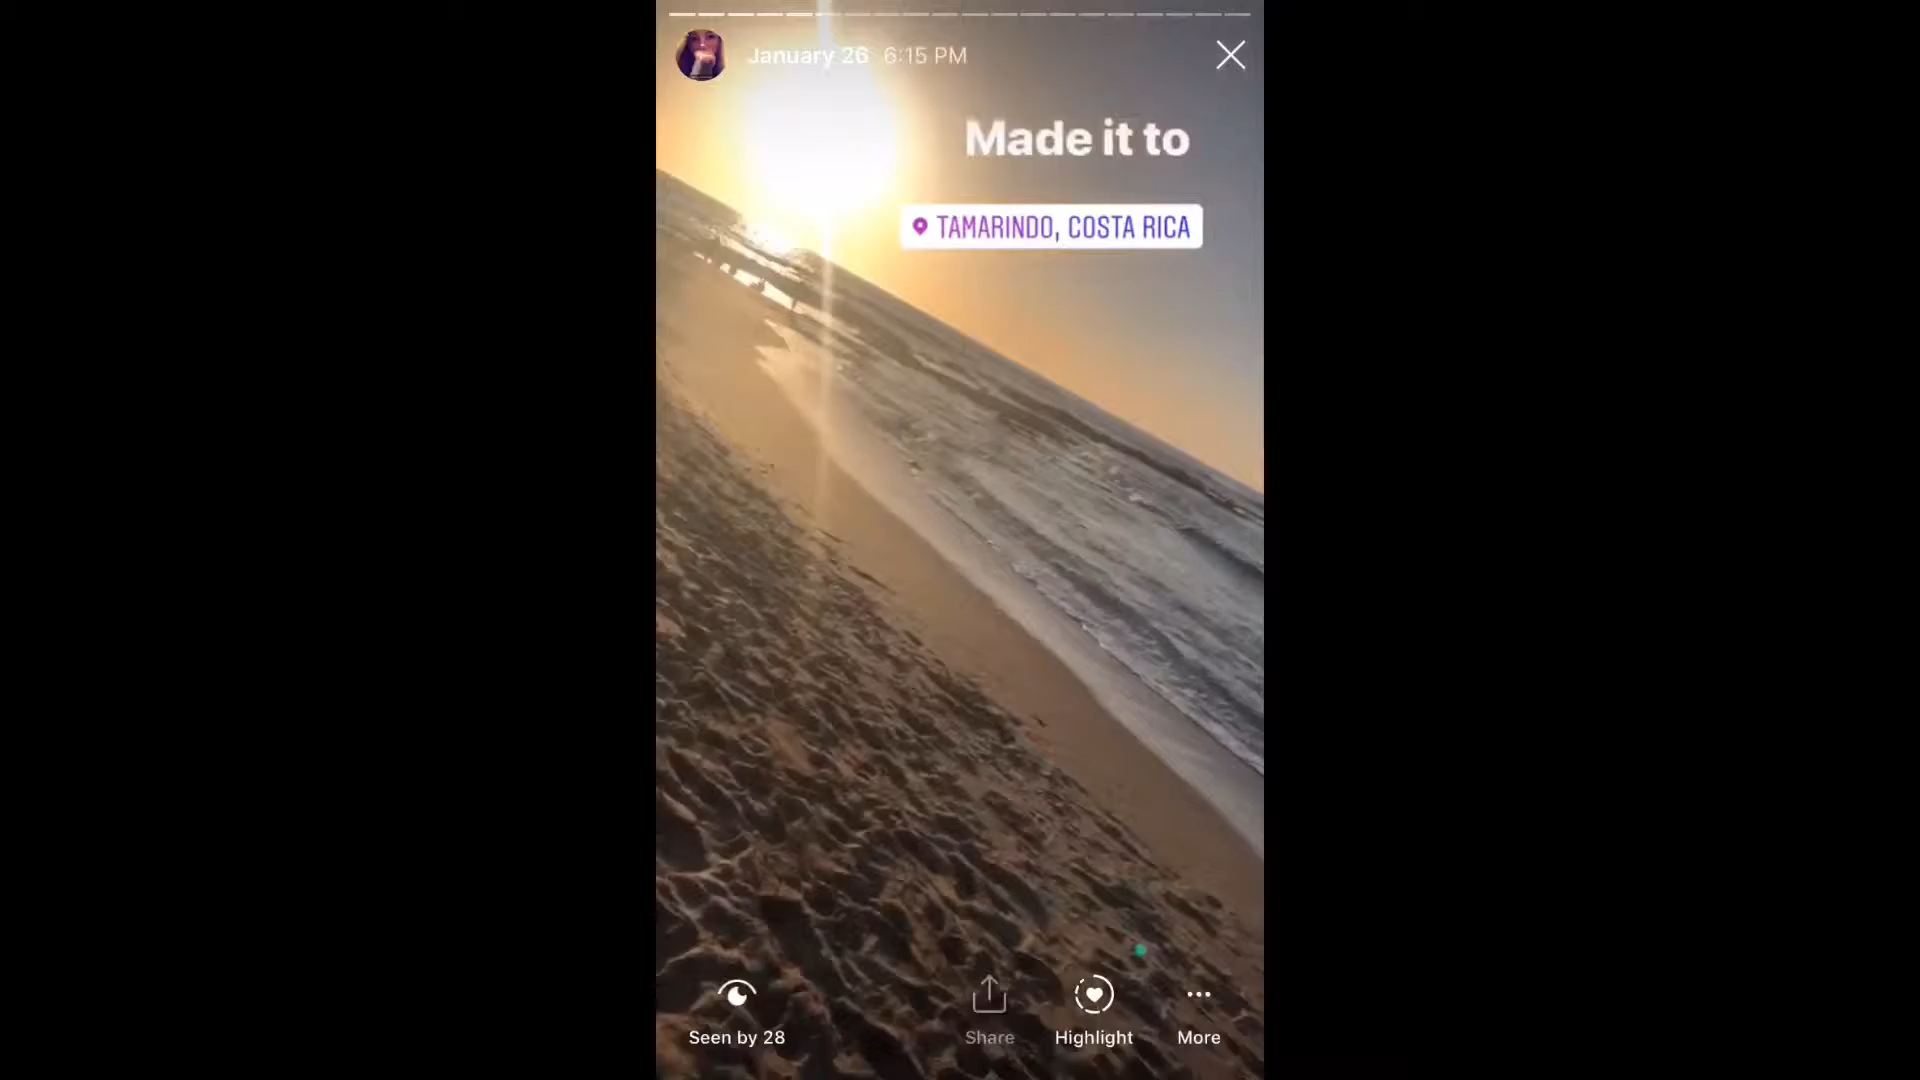 January 26 6:15 PM
Made it to
TAMARINDO, COSTA RICA
Seen by 28
Share
Highlight
More